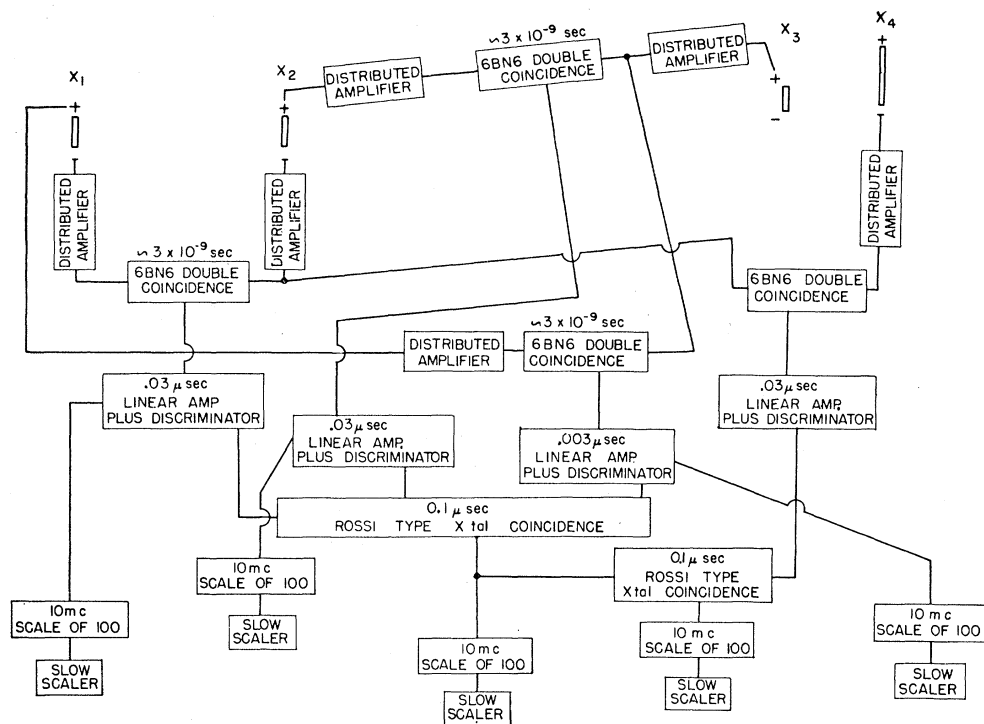 ∽3 x 10⁻⁹ sec
6BN6 DOUBLE
COINCIDENCE
DISTRIBUTED
AMPLIFIER
DISTRIBUTED
AMPLIFIER
X₁
X₂
X₃
X₄
+
+
+
+
−
−
−
−
DISTRIBUTED
AMPLIFIER
DISTRIBUTED
AMPLIFIER
DISTRIBUTED
AMPLIFIER
∽3 x 10⁻⁹ sec
6BN6 DOUBLE
COINCIDENCE
6BN6 DOUBLE
COINCIDENCE
DISTRIBUTED
AMPLIFIER
∽3 x 10⁻⁹ sec
6BN6 DOUBLE
COINCIDENCE
.03 μ sec
LINEAR AMP.
PLUS DISCRIMINATOR
.03 μ sec
LINEAR AMP.
PLUS DISCRIMINATOR
.003 μ sec
LINEAR AMP.
PLUS DISCRIMINATOR
.03 μ sec
LINEAR AMP.
PLUS DISCRIMINATOR
0.1 μ sec
ROSSI TYPE Xtal COINCIDENCE
0.1 μ sec
ROSSI TYPE
Xtal COINCIDENCE
10 mc
SCALE OF 100
SLOW
SCALER
10 mc
SCALE OF 100
SLOW
SCALER
10 mc
SCALE OF 100
SLOW
SCALER
10 mc
SCALE OF 100
SLOW
SCALER
10 mc
SCALE OF 100
SLOW
SCALER